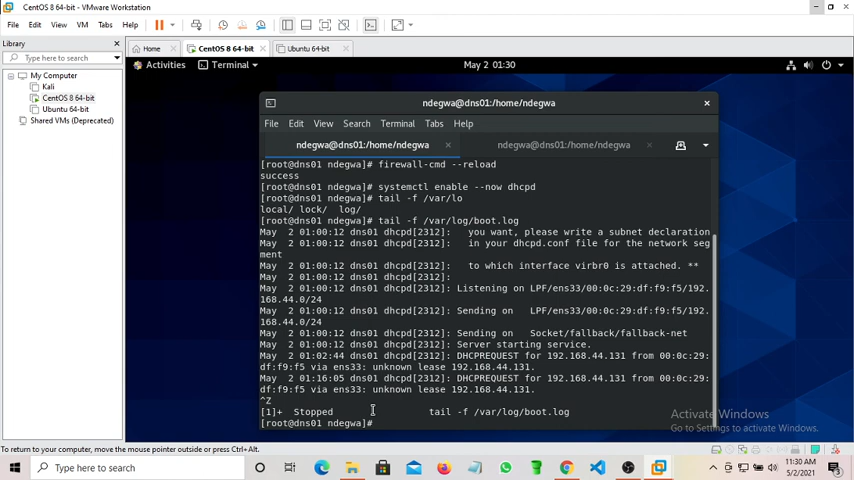 CentOS 8 64-bit - VMware Workstation
File Edit View VM Tabs Help
Library
Type here to search
My Computer
Kali
CentOS 8 64-bit
Ubuntu 64-bit
Shared VMs (Deprecated)
Home CentOS 8 64-bit Ubuntu 64-bit
Activities Terminal May 2 01:30
ndegwa@dns01:/home/ndegwa
File Edit View Search Terminal Tabs Help
ndegwa@dns01:/home/ndegwa ndegwa@dns01:/home/ndegwa
[root@dns01 ndegwa]# firewall-cmd --reload
success
[root@dns01 ndegwa]# systemctl enable --now dhcpd
[root@dns01 ndegwa]# tail -f /var/lo
local/ lock/ log/
[root@dns01 ndegwa]# tail -f /var/log/boot.log
May 2 01:00:12 dns01 dhcpd[2312]: you want, please write a subnet declaration
May 2 01:00:12 dns01 dhcpd[2312]: in your dhcpd.conf file for the network seg
ment
May 2 01:00:12 dns01 dhcpd[2312]: to which interface virbr0 is attached. **
May 2 01:00:12 dns01 dhcpd[2312]:
May 2 01:00:12 dns01 dhcpd[2312]: Listening on LPF/ens33/00:0c:29:df:f9:f5/192.
168.44.0/24
May 2 01:00:12 dns01 dhcpd[2312]: Sending on LPF/ens33/00:0c:29:df:f9:f5/192.
168.44.0/24
May 2 01:00:12 dns01 dhcpd[2312]: Sending on Socket/fallback/fallback-net
May 2 01:00:12 dns01 dhcpd[2312]: Server starting service.
May 2 01:02:44 dns01 dhcpd[2312]: DHCPREQUEST for 192.168.44.131 from 00:0c:29:
df:f9:f5 via ens33: unknown lease 192.168.44.131.
May 2 01:16:05 dns01 dhcpd[2312]: DHCPREQUEST for 192.168.44.131 from 00:0c:29:
df:f9:f5 via ens33: unknown lease 192.168.44.131.
^Z
[1]+ Stopped tail -f /var/log/boot.log
[root@dns01 ndegwa]#
Activate Windows
Go to Settings to activate Windows.
To return to your computer, move the mouse pointer outside or press Ctrl+Alt.
Type here to search
11:30 AM
5/2/2021
3